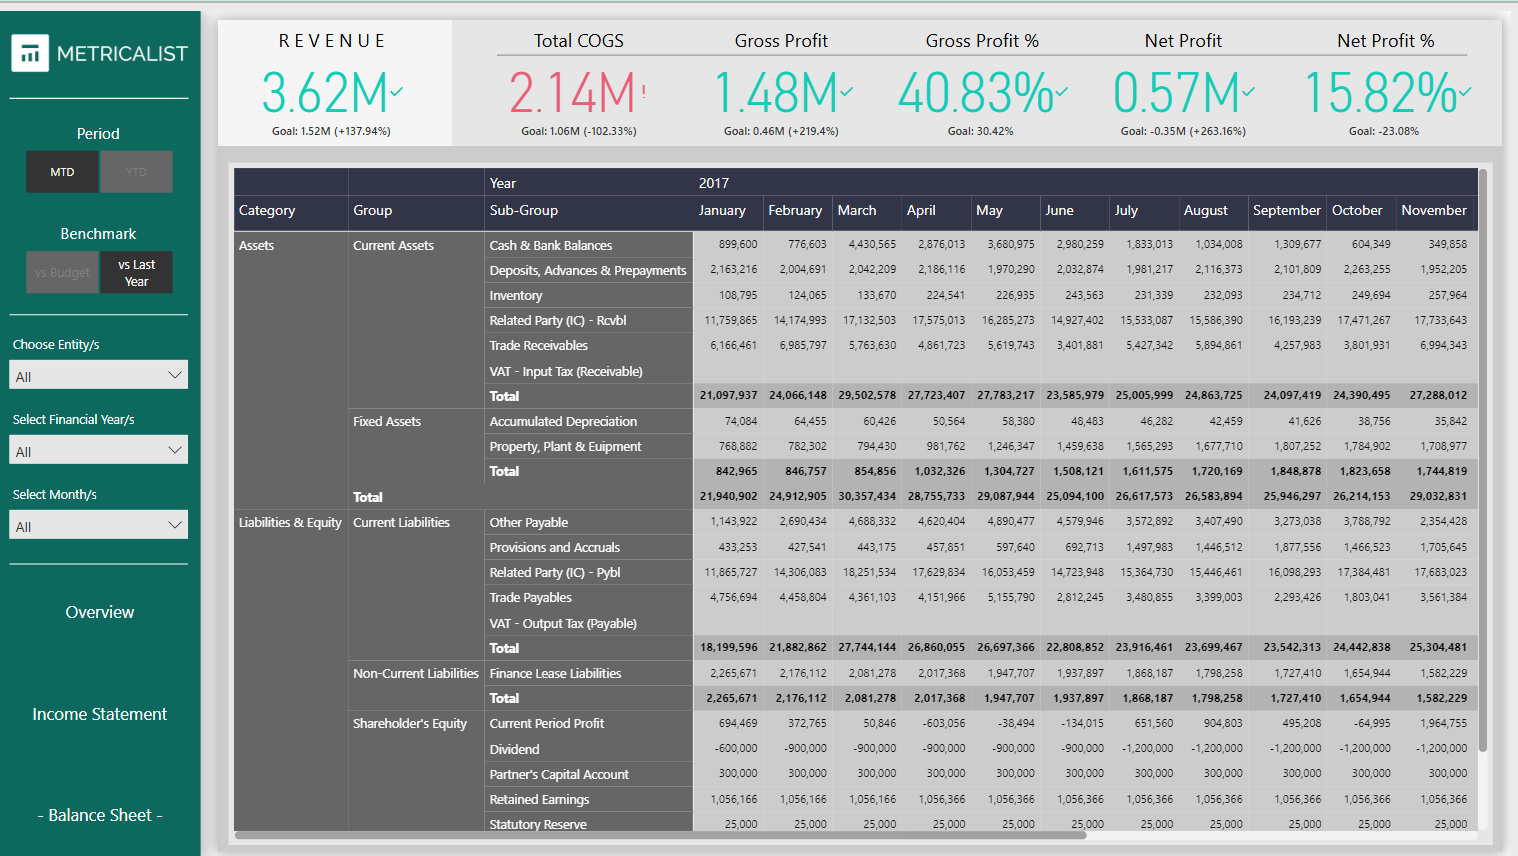 METRICALIST
Period
MTD YTD
Benchmark
vs Budget vs Last Year
Choose Entity/s
All
Select Financial Year/s
All
Select Month/s
All
Overview
Income Statement
- Balance Sheet -
REVENUE Total COGS Gross Profit Gross Profit % Net Profit Net Profit %
3.62M 2.14M! 1.48M 40.83% 0.57M 15.82%
Goal: 1.52M (+137.94%) Goal: 1.06M (-102.33%) Goal: 0.46M (+219.4%) Goal: 30.42% Goal: -0.35M (+263.16%) Goal: -23.08%
Year 2017
Category Group Sub-Group January February March April May June July August September October November
Assets Current Assets Cash & Bank Balances 899,600 776,603 4,430,565 2,876,013 3,680,975 2,980,259 1,833,013 1,034,008 1,309,677 604,349 349,858
Deposits, Advances & Prepayments 2,163,216 2,004,691 2,042,209 2,186,116 1,970,290 2,032,874 1,981,217 2,116,373 2,101,809 2,263,255 1,952,205
Inventory 108,795 124,065 133,670 224,541 226,935 243,563 231,339 232,093 234,712 249,694 257,964
Related Party (IC) - Rcvbl 11,759,865 14,174,993 17,132,503 17,575,013 16,285,273 14,927,402 15,533,087 15,586,390 16,193,239 17,471,267 17,733,643
Trade Receivables 6,166,461 6,985,797 5,763,630 4,861,723 5,619,743 3,401,881 5,427,342 5,894,861 4,257,983 3,801,931 6,994,343
VAT - Input Tax (Receivable)
Total 21,097,937 24,066,148 29,502,578 27,723,407 27,783,217 23,585,979 25,005,999 24,863,725 24,097,419 24,390,495 27,288,012
Fixed Assets Accumulated Depreciation 74,084 64,455 60,426 50,564 58,380 48,483 46,282 42,459 41,626 38,756 35,842
Property, Plant & Euipment 768,882 782,302 794,430 981,762 1,246,347 1,459,638 1,565,293 1,677,710 1,807,252 1,784,902 1,708,977
Total 842,965 846,757 854,856 1,032,326 1,304,727 1,508,121 1,611,575 1,720,169 1,848,878 1,823,658 1,744,819
Total 21,940,902 24,912,905 30,357,434 28,755,733 29,087,944 25,094,100 26,617,573 26,583,894 25,946,297 26,214,153 29,032,831
Liabilities & Equity Current Liabilities Other Payable 1,143,922 2,690,434 4,688,332 4,620,404 4,890,477 4,579,946 3,572,892 3,407,490 3,273,038 3,788,792 2,354,428
Provisions and Accruals 433,253 427,541 443,175 457,851 597,640 692,713 1,497,983 1,446,512 1,877,556 1,466,523 1,705,645
Related Party (IC) - Pybl 11,865,727 14,306,083 18,251,534 17,629,834 16,053,459 14,723,948 15,364,730 15,446,461 16,098,293 17,384,481 17,683,023
Trade Payables 4,756,694 4,458,804 4,361,103 4,151,966 5,155,790 2,812,245 3,480,855 3,399,003 2,293,426 1,803,041 3,561,384
VAT - Output Tax (Payable)
Total 18,199,596 21,882,862 27,744,144 26,860,055 26,697,366 22,808,852 23,916,461 23,699,467 23,542,313 24,442,838 25,304,481
Non-Current Liabilities Finance Lease Liabilities 2,265,671 2,176,112 2,081,278 2,017,368 1,947,707 1,937,897 1,868,187 1,798,258 1,727,410 1,654,944 1,582,229
Total 2,265,671 2,176,112 2,081,278 2,017,368 1,947,707 1,937,897 1,868,187 1,798,258 1,727,410 1,654,944 1,582,229
Shareholder's Equity Current Period Profit 694,469 372,765 50,846 -603,056 -38,494 -134,015 651,560 904,803 495,208 -64,995 1,964,755
Dividend -600,000 -900,000 -900,000 -900,000 -900,000 -900,000 -1,200,000 -1,200,000 -1,200,000 -1,200,000 -1,200,000
Partner's Capital Account 300,000 300,000 300,000 300,000 300,000 300,000 300,000 300,000 300,000 300,000 300,000
Retained Earnings 1,056,166 1,056,166 1,056,166 1,056,366 1,056,366 1,056,366 1,056,366 1,056,366 1,056,366 1,056,366 1,056,366
Statutory Reserve 25,000 25,000 25,000 25,000 25,000 25,000 25,000 25,000 25,000 25,000 25,000